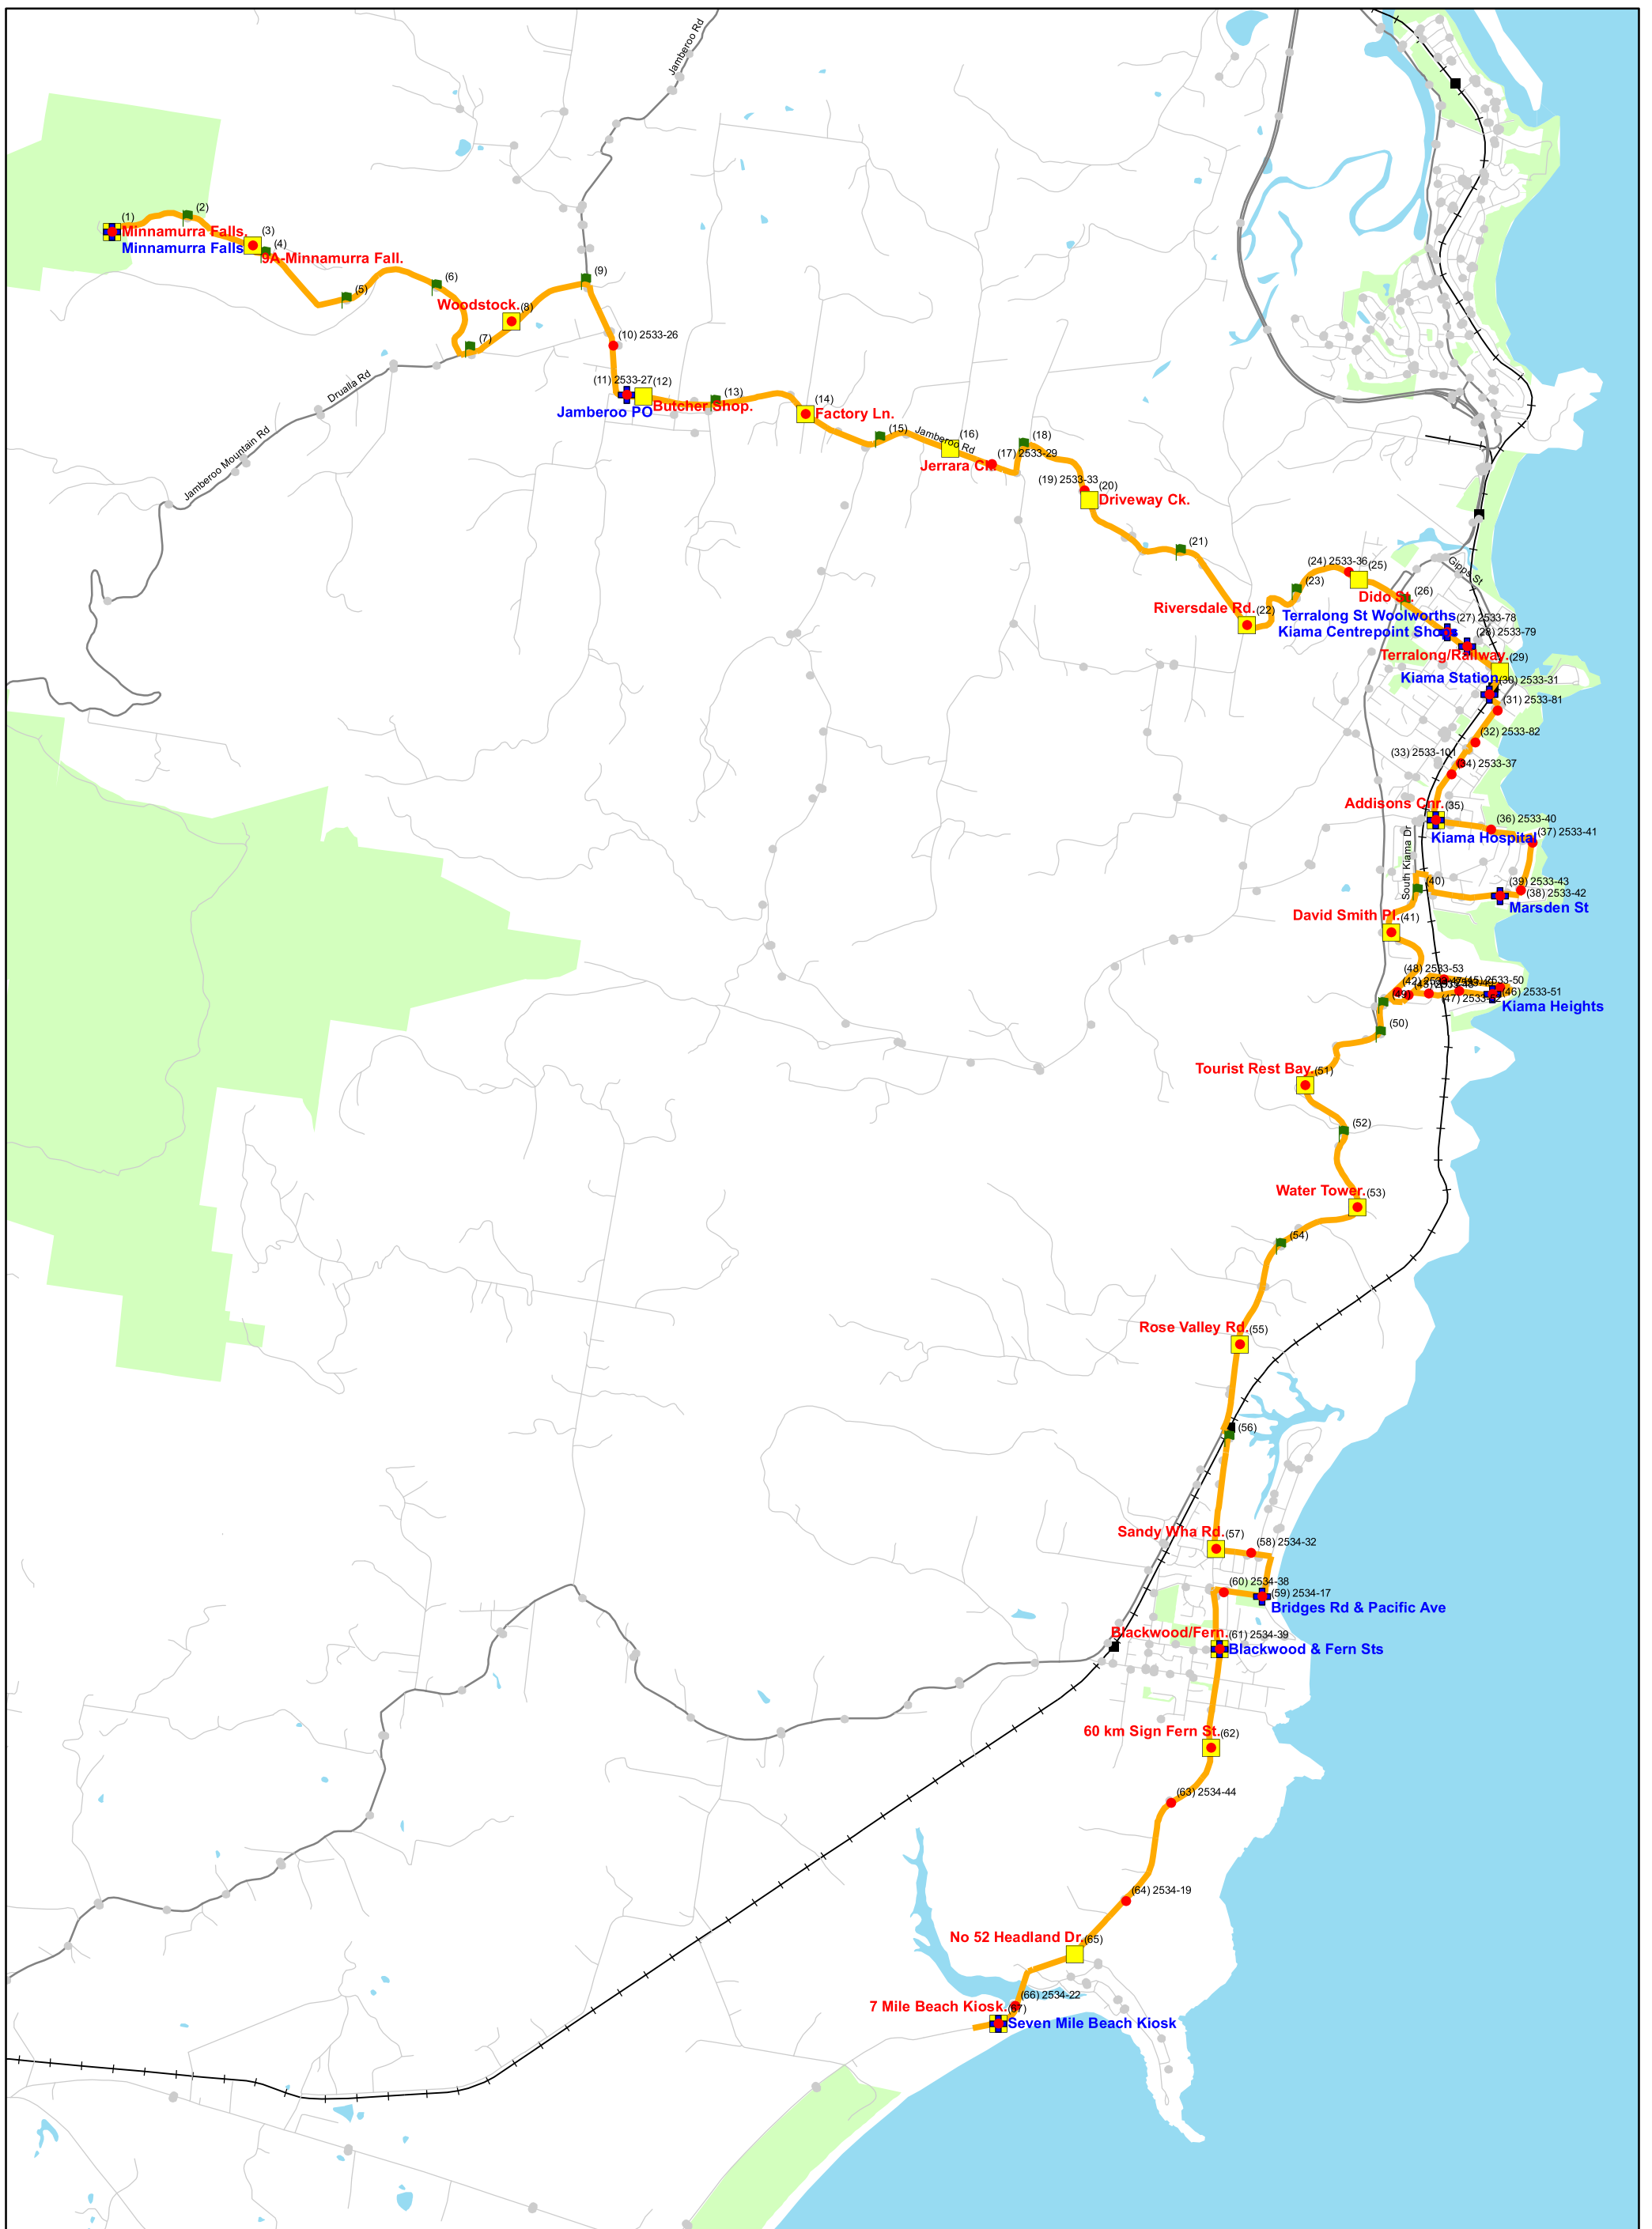 Jamberoo Rd
(1)
Minnamurra Falls.
Minnamurra Falls
(2)
(3)
(4)
9A-Minnamurra Fall.
(5)
(6)
Woodstock.
(7)
(8)
(9)
(10) 2533-26
Drualla Rd
Jamberoo Mountain Rd
(11) 2533-27
(12)
Jamberoo PO
Butcher Shop.
(13)
(14)
Factory Ln.
(15)
Jamberoo Rd
(16)
Jerrara Ck.
(17) 2533-29
(18)
(19) 2533-33
(20)
Driveway Ck.
(21)
Riversdale Rd.
(22)
(23)
(24) 2533-36
(25)
Gipps St
Dido St.
(26)
Terralong St Woolworths
(27) 2533-78
Kiama Centrepoint Shops
(28) 2533-79
Terralong/Railway.
(29)
Kiama Station
(30) 2533-31
(31) 2533-81
(32) 2533-82
(33) 2533-101
(34) 2533-37
Addisons Cnr.
(35)
(36) 2533-40
Kiama Hospital
(37) 2533-41
South Kiama Dr
(40)
(39) 2533-43
(38) 2533-42
Marsden St
David Smith Pl.
(41)
(48) 2533-53
(45) 2533-50
(46) 2533-51
(49)
Kiama Heights
(50)
Tourist Rest Bay.
(51)
(52)
Water Tower.
(53)
(54)
Rose Valley Rd.
(55)
(56)
Sandy Wha Rd.
(57)
(58) 2534-32
(60) 2534-38
(59) 2534-17
Bridges Rd & Pacific Ave
Blackwood/Fern.
(61) 2534-39
Blackwood & Fern Sts
60 km Sign Fern St.
(62)
(63) 2534-44
(64) 2534-19
No 52 Headland Dr.
(65)
(66) 2534-22
7 Mile Beach Kiosk.
(67)
Seven Mile Beach Kiosk